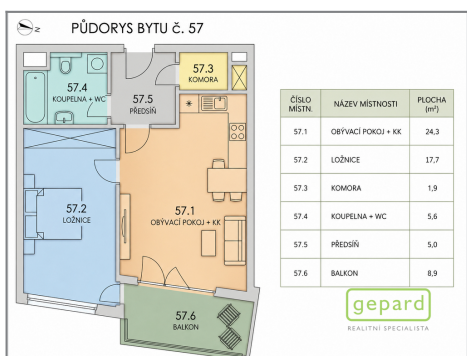 N
PŮDORYS BYTU č. 57
57.4
KOUPELNA + WC
57.5
PŘEDSÍŇ
57.3
KOMORA
57.2
LOŽNICE
57.1
OBÝVACÍ POKOJ + KK
57.6
BALKON
ČÍSLO MÍSTN. NÁZEV MÍSTNOSTI PLOCHA (m²)
57.1 OBÝVACÍ POKOJ + KK 24,3
57.2 LOŽNICE 17,7
57.3 KOMORA 1,9
57.4 KOUPELNA + WC 5,6
57.5 PŘEDSÍŇ 5,0
57.6 BALKON 8,9
gepard
REALITNÍ SPECIALISTA